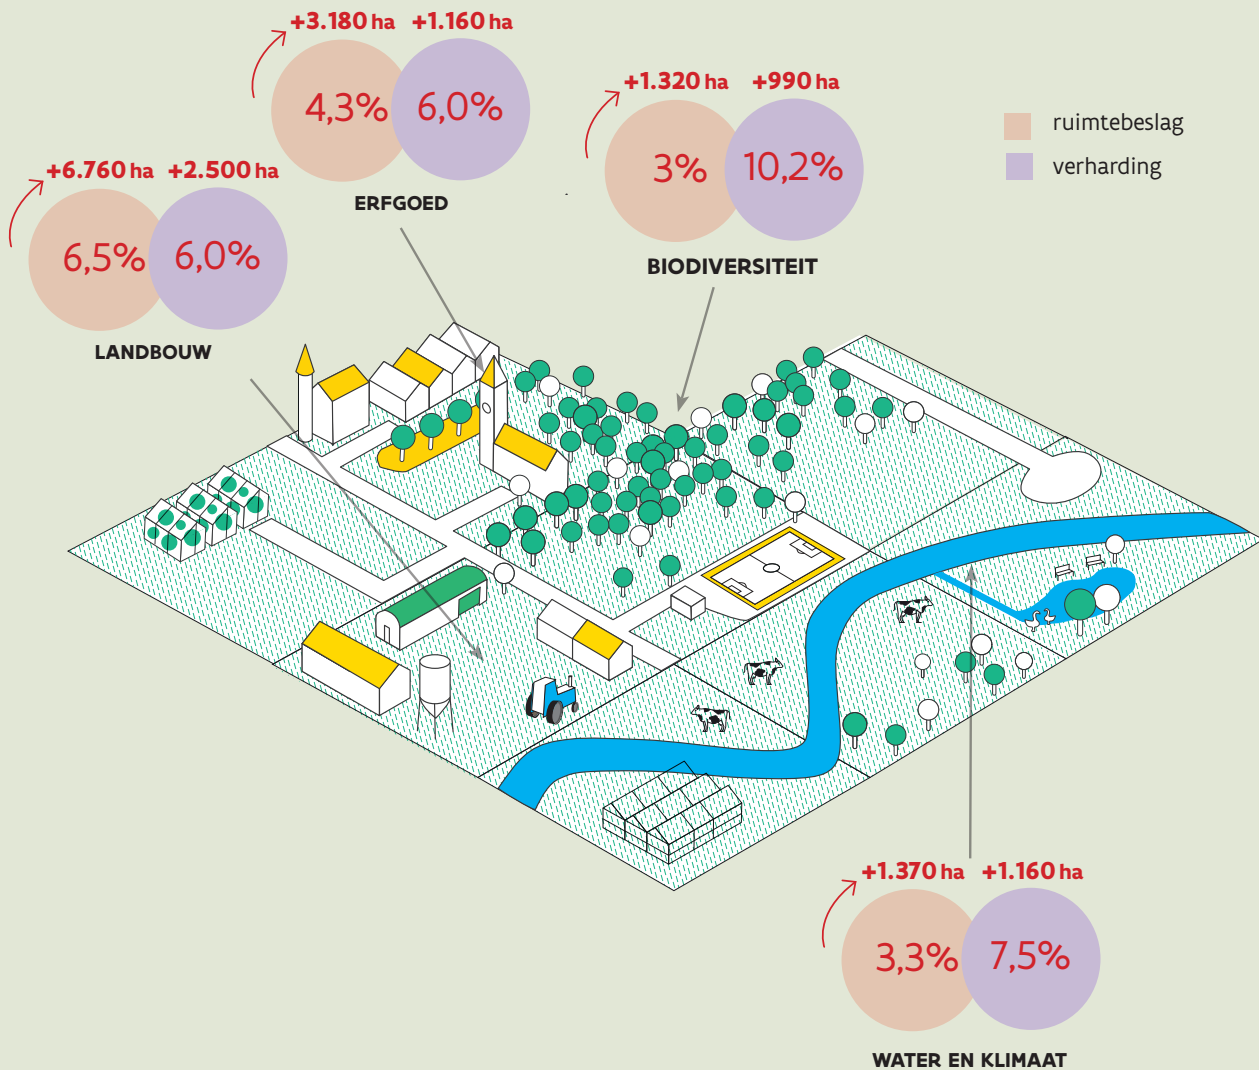 +3.180 ha +1.160 ha
4,3% 6,0%
ERFGOED
+1.320 ha +990 ha
3% 10,2%
BIODIVERSITEIT
ruimtebeslag
verharding
+6.760 ha +2.500 ha
6,5% 6,0%
LANDBOUW
+1.370 ha +1.160 ha
3,3% 7,5%
WATER EN KLIMAAT